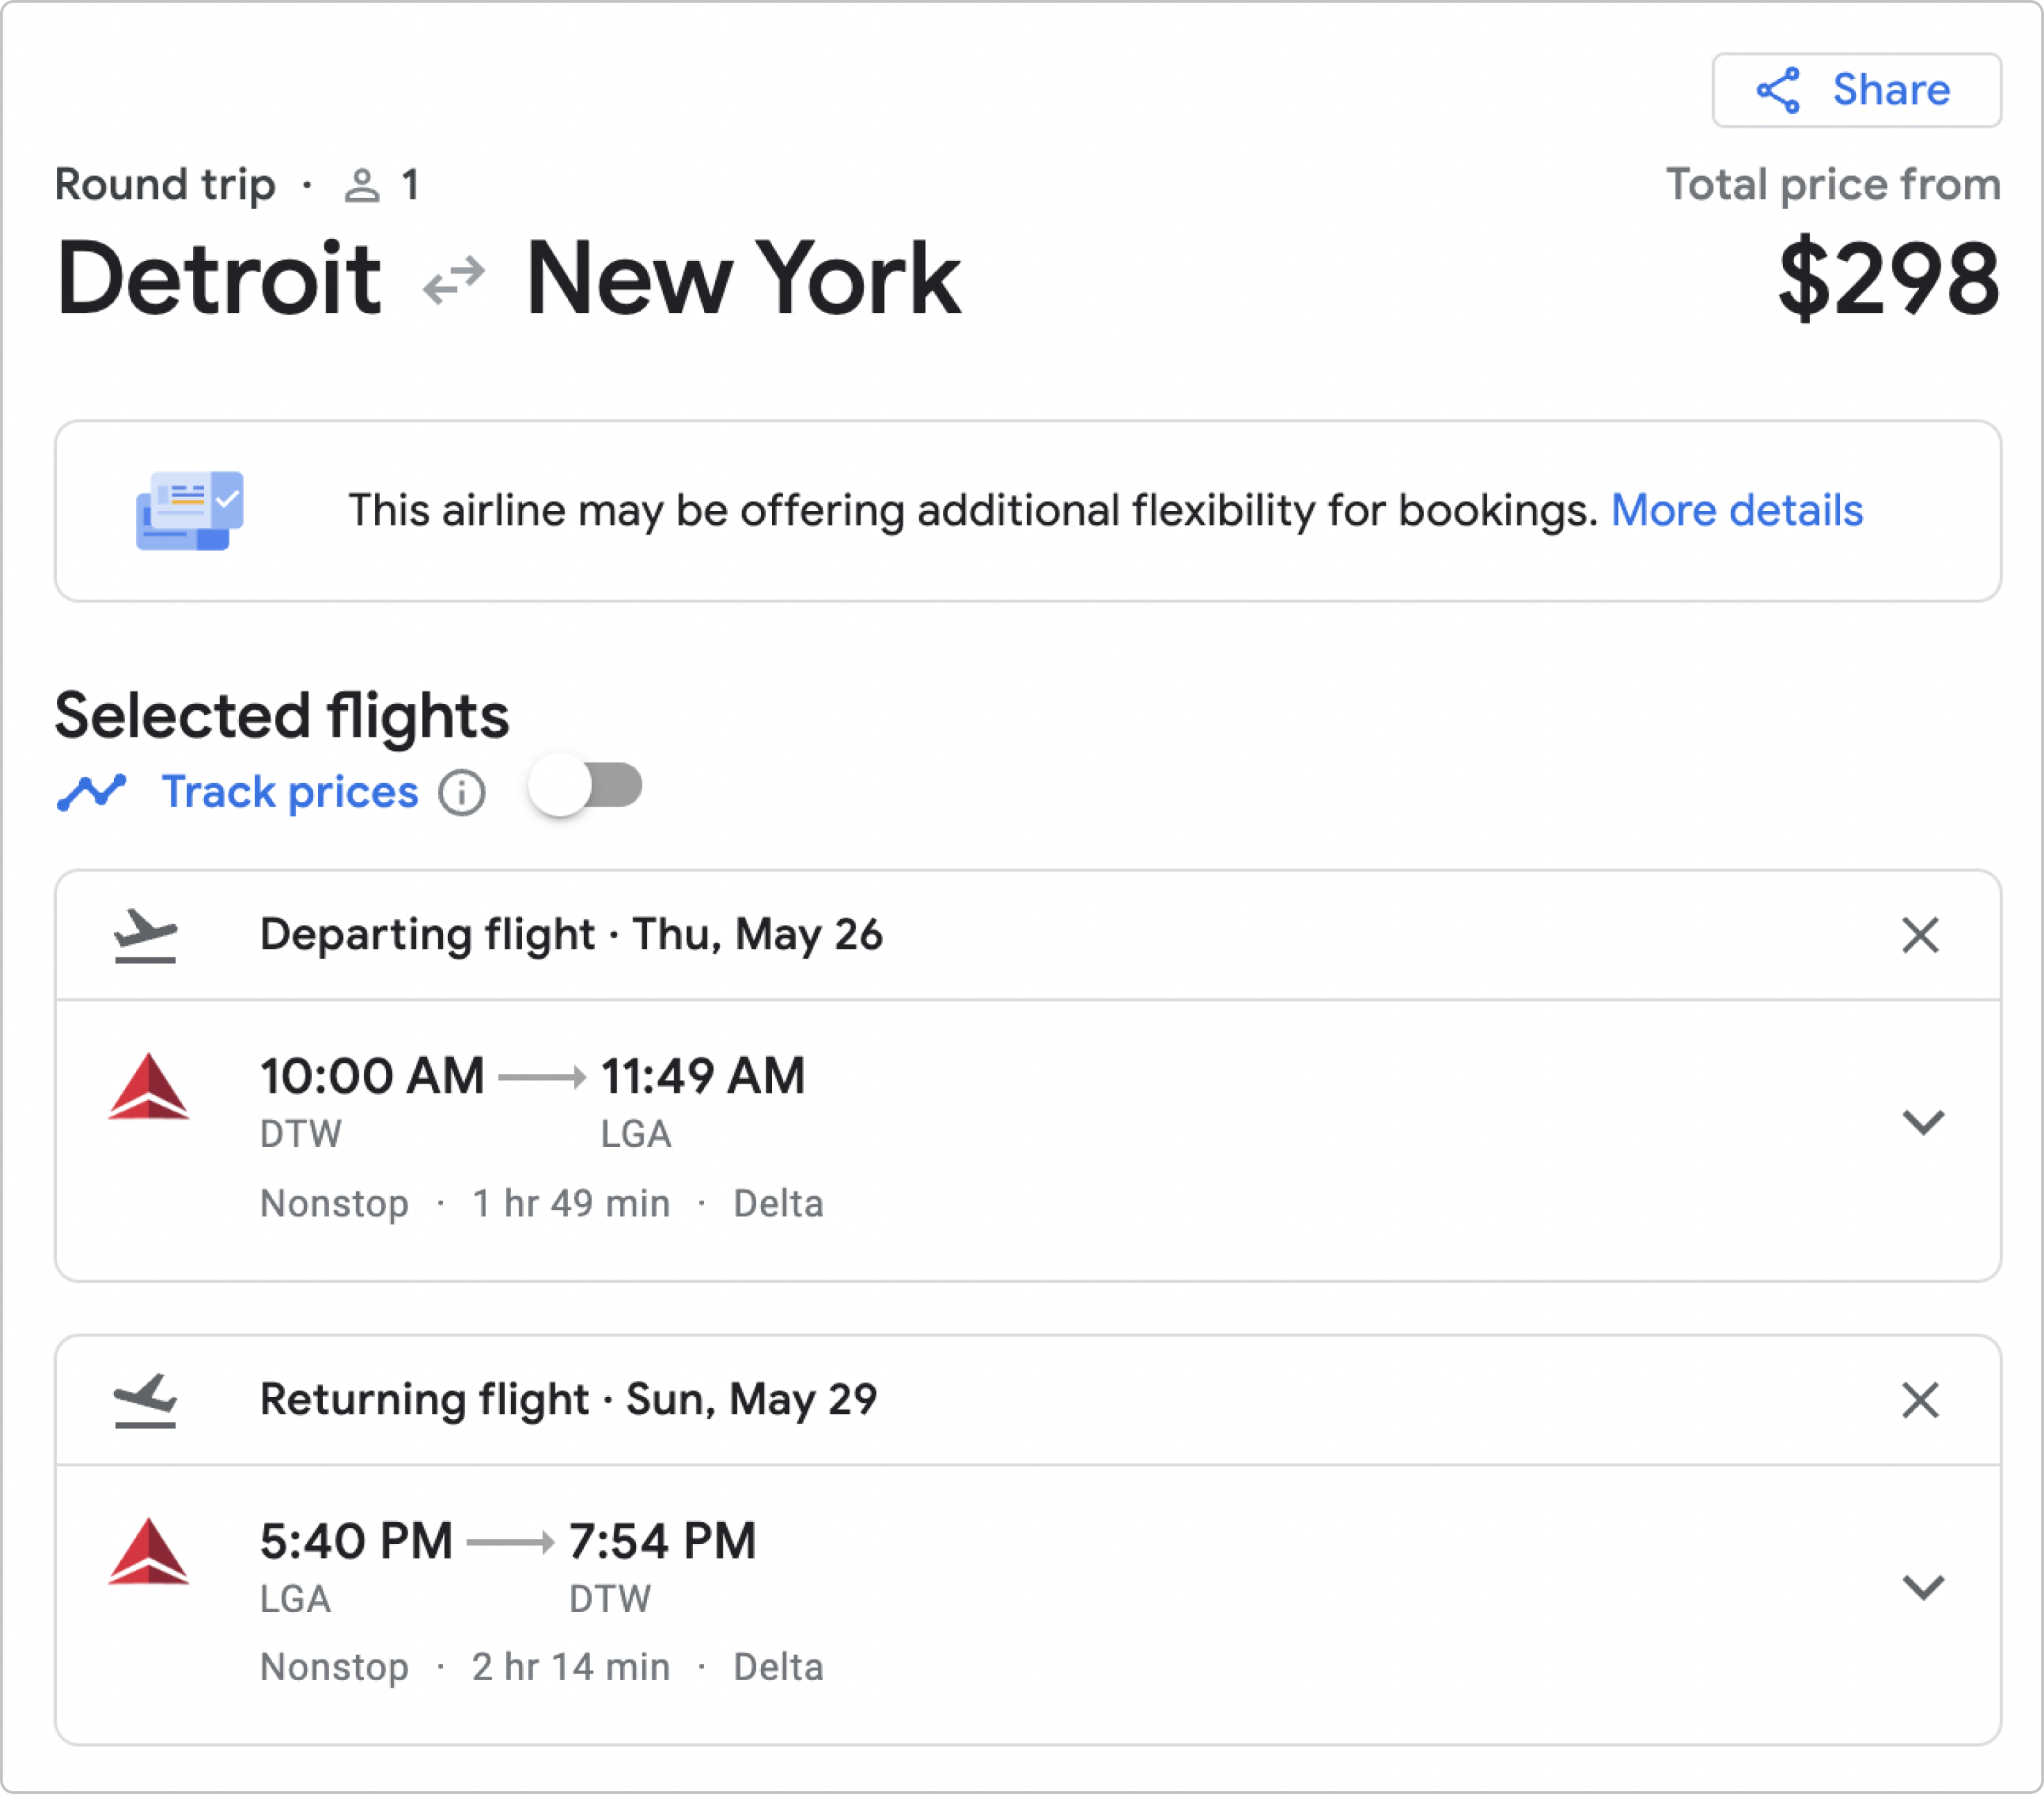 Share
Round trip · 1
Total price from
Detroit New York
$298
This airline may be offering additional flexibility for bookings. More details
Selected flights
Track prices
Departing flight · Thu, May 26
10:00 AM 11:49 AM
DTW LGA
Nonstop · 1 hr 49 min · Delta
Returning flight · Sun, May 29
5:40 PM 7:54 PM
LGA DTW
Nonstop · 2 hr 14 min · Delta